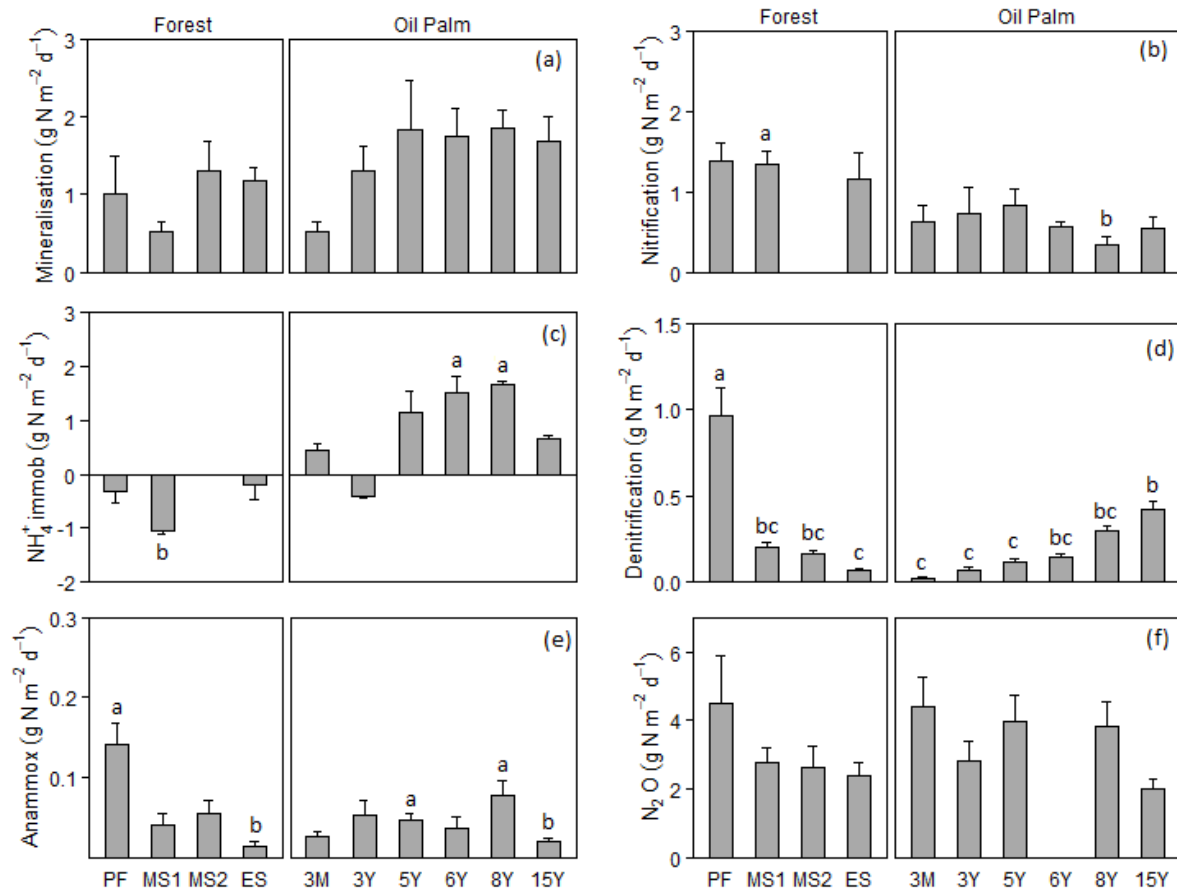 Forest Oil Palm
Mineralisation (g N m⁻² d⁻¹)
3
2
1
0
(a)
Forest Oil Palm
Nitrification (g N m⁻² d⁻¹)
3
2
1
0
a
b
(b)
NH₄⁺ immob (g N m⁻² d⁻¹)
3
2
1
0
-1
-2
b
a a
(c)
Denitrification (g N m⁻² d⁻¹)
1.5
1.0
0.5
0.0
a bc bc c
c c c bc bc b
(d)
Anammox (g N m⁻² d⁻¹)
0.3
0.2
0.1
a b
a a b
(e)
PF MS1 MS2 ES 3M 3Y 5Y 6Y 8Y 15Y
N₂O (g N m⁻² d⁻¹)
6
4
2
0
(f)
PF MS1 MS2 ES 3M 3Y 5Y 6Y 8Y 15Y